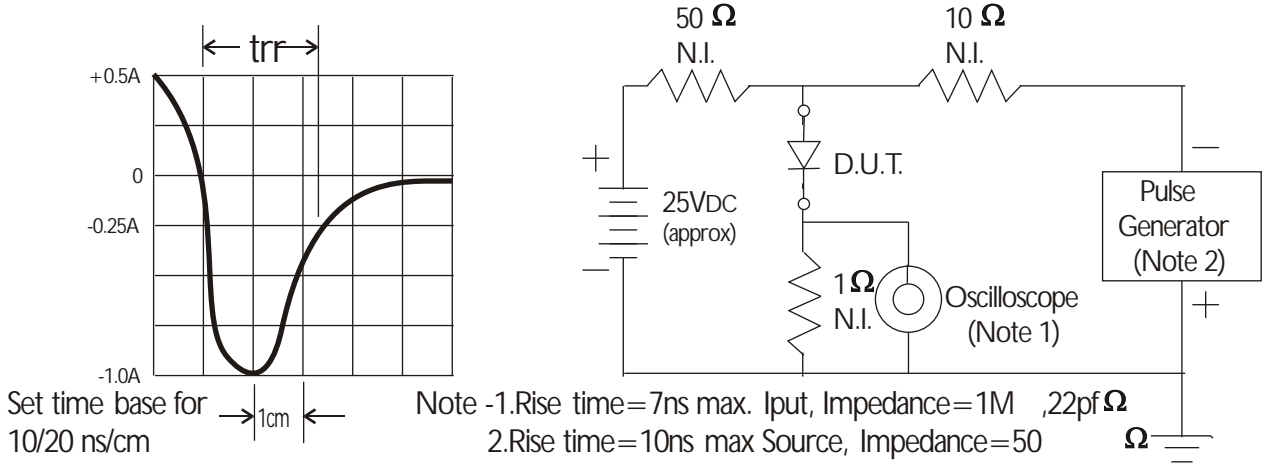 trr
+0.5A
0
-0.25A
-1.0A
1cm
Set time base for
10/20 ns/cm
50 Ω
N.I.
10 Ω
N.I.
+
25VDC
(approx)
−
D.U.T.
1Ω
N.I.
Oscilloscope
(Note 1)
−
Pulse
Generator
(Note 2)
+
Note -1.Rise time=7ns max. Iput, Impedance=1M ,22pf Ω
2.Rise time=10ns max Source, Impedance=50 Ω